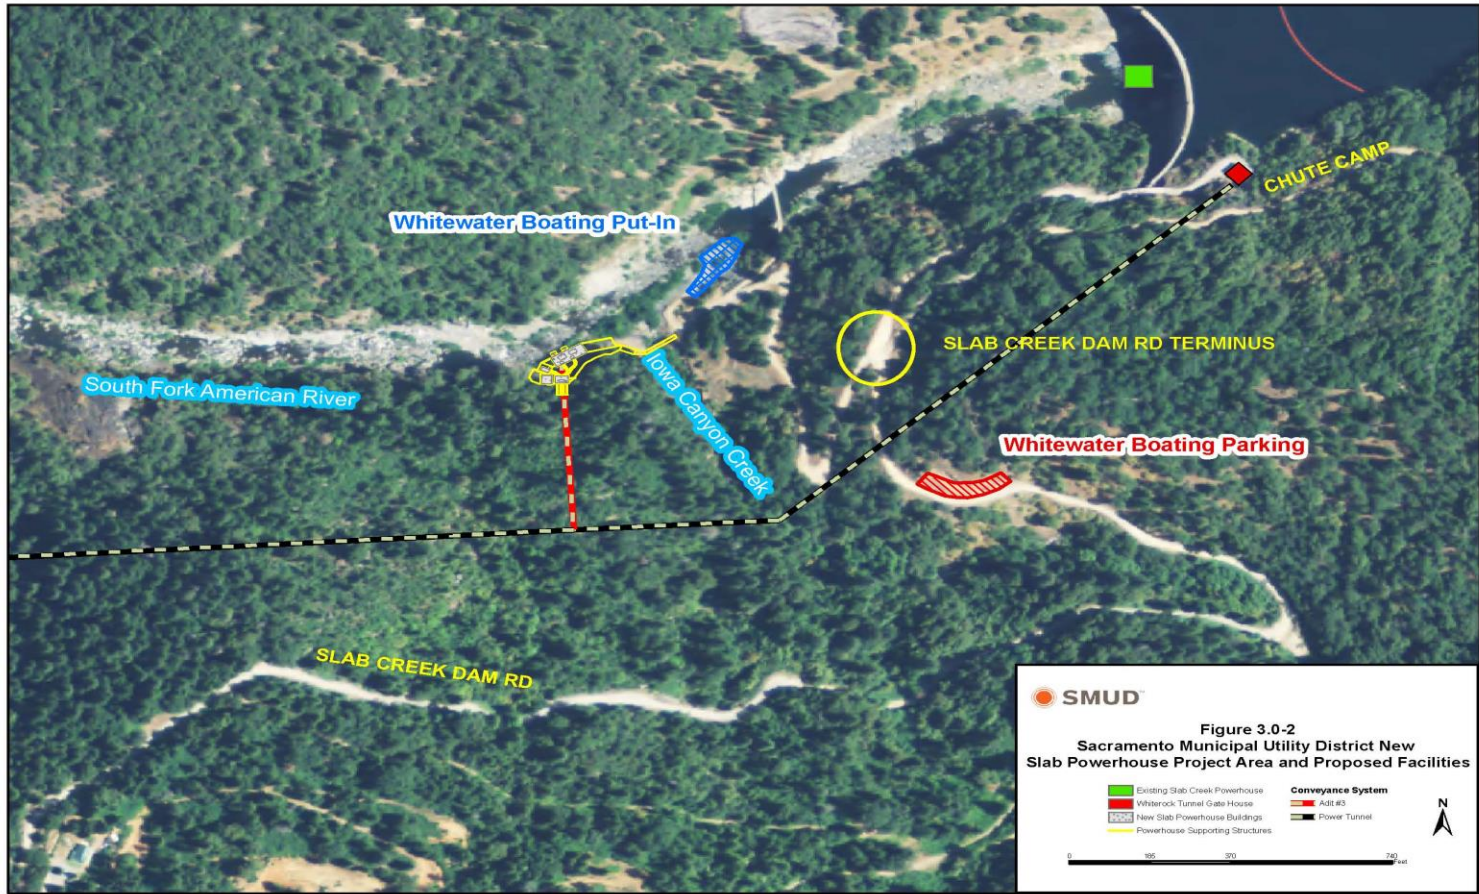 CHUTE CAMP
Whitewater Boating Put-In
SLAB CREEK DAM RD TERMINUS
South Fork American River
Iowa Canyon Creek
Whitewater Boating Parking
SLAB CREEK DAM RD
SMUD™
Figure 3.0-2
Sacramento Municipal Utility District New
Slab Powerhouse Project Area and Proposed Facilities
Existing Slab Creek Powerhouse
Whiterock Tunnel Gate House
New Slab Powerhouse Buildings
Powerhouse Supporting Structures
Conveyance System
Adit #3
Power Tunnel
N
0 185 370 740
Feet